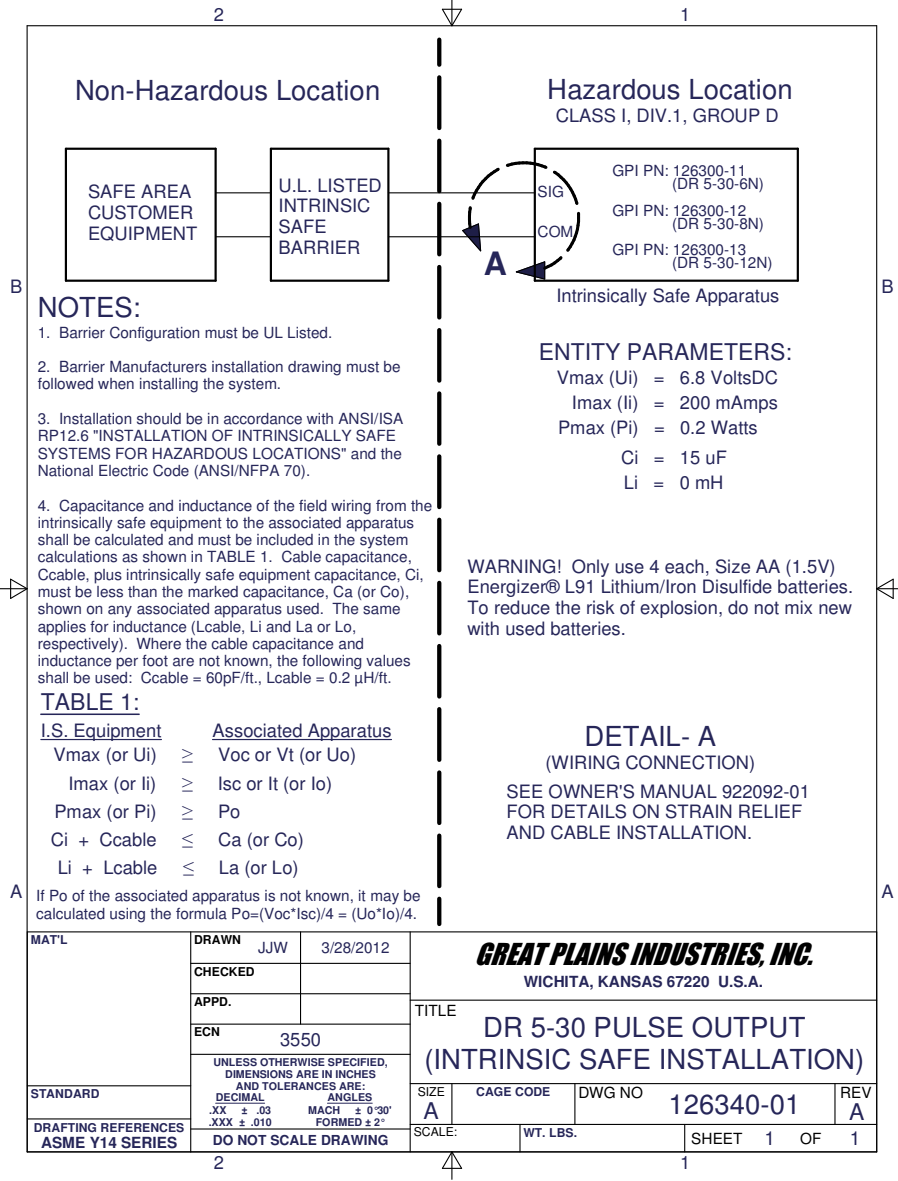 2
1
Non-Hazardous Location
Hazardous Location
CLASS I, DIV.1, GROUP D
SAFE AREA
CUSTOMER
EQUIPMENT
U.L. LISTED
INTRINSIC
SAFE
BARRIER
SIG
COM
A
GPI PN: 126300-11
(DR 5-30-6N)
GPI PN: 126300-12
(DR 5-30-8N)
GPI PN: 126300-13
(DR 5-30-12N)
Intrinsically Safe Apparatus
B
B
NOTES:
1. Barrier Configuration must be UL Listed.
2. Barrier Manufacturers installation drawing must be
followed when installing the system.
3. Installation should be in accordance with ANSI/ISA
RP12.6 "INSTALLATION OF INTRINSICALLY SAFE
SYSTEMS FOR HAZARDOUS LOCATIONS" and the
National Electric Code (ANSI/NFPA 70).
4. Capacitance and inductance of the field wiring from the
intrinsically safe equipment to the associated apparatus
shall be calculated and must be included in the system
calculations as shown in TABLE 1. Cable capacitance,
Ccable, plus intrinsically safe equipment capacitance, Ci,
must be less than the marked capacitance, Ca (or Co),
shown on any associated apparatus used. The same
applies for inductance (Lcable, Li and La or Lo,
respectively). Where the cable capacitance and
inductance per foot are not known, the following values
shall be used: Ccable = 60pF/ft., Lcable = 0.2 µH/ft.
TABLE 1:
I.S. Equipment Associated Apparatus
Vmax (or Ui) ≥ Voc or Vt (or Uo)
Imax (or Ii) ≥ Isc or It (or Io)
Pmax (or Pi) ≥ Po
Ci + Ccable ≤ Ca (or Co)
Li + Lcable ≤ La (or Lo)
If Po of the associated apparatus is not known, it may be
calculated using the formula Po=(Voc*Isc)/4 = (Uo*Io)/4.
ENTITY PARAMETERS:
Vmax (Ui) = 6.8 VoltsDC
Imax (Ii) = 200 mAmps
Pmax (Pi) = 0.2 Watts
Ci = 15 uF
Li = 0 mH
WARNING! Only use 4 each, Size AA (1.5V)
Energizer® L91 Lithium/Iron Disulfide batteries.
To reduce the risk of explosion, do not mix new
with used batteries.
DETAIL- A
(WIRING CONNECTION)
SEE OWNER'S MANUAL 922092-01
FOR DETAILS ON STRAIN RELIEF
AND CABLE INSTALLATION.
A
A
MAT'L
STANDARD
DRAFTING REFERENCES
ASME Y14 SERIES
DRAWN JJW 3/28/2012
CHECKED
APPD.
ECN 3550
UNLESS OTHERWISE SPECIFIED,
DIMENSIONS ARE IN INCHES
AND TOLERANCES ARE:
DECIMAL ANGLES
.XX ± .03 MACH ± 0°30'
.XXX ± .010 FORMED ± 2°
DO NOT SCALE DRAWING
GREAT PLAINS INDUSTRIES, INC.
WICHITA, KANSAS 67220 U.S.A.
TITLE
DR 5-30 PULSE OUTPUT
(INTRINSIC SAFE INSTALLATION)
SIZE A
CAGE CODE
DWG NO 126340-01
REV A
SCALE:
WT. LBS.
SHEET 1 OF 1
2
1